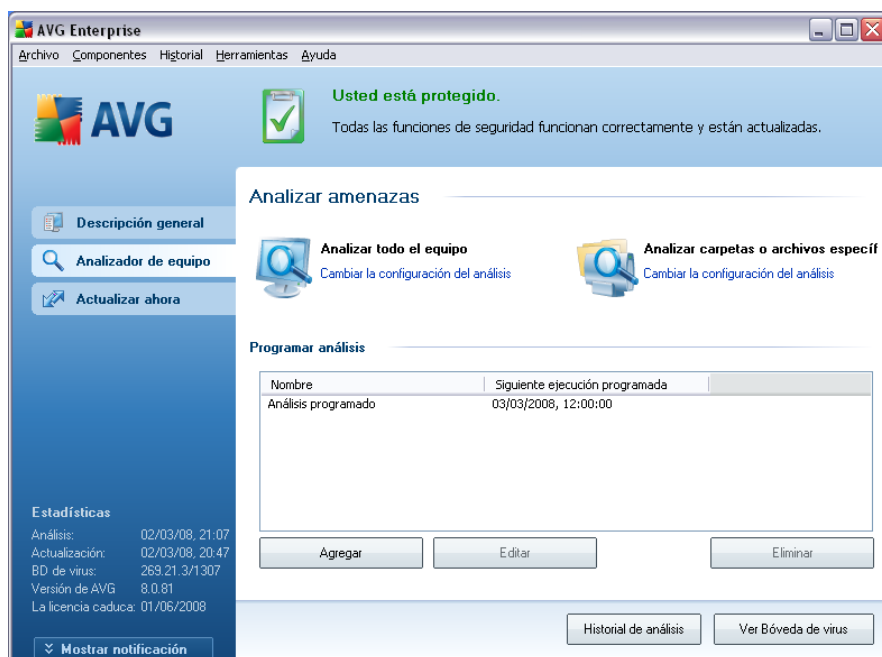 AVG Enterprise
Archivo Componentes Historial Herramientas Ayuda
AVG
Usted está protegido.
Todas las funciones de seguridad funcionan correctamente y están actualizadas.
Descripción general
Analizador de equipo
Actualizar ahora
Analizar amenazas
Analizar todo el equipo
Cambiar la configuración del análisis
Analizar carpetas o archivos específ
Cambiar la configuración del análisis
Programar análisis
Nombre Siguiente ejecución programada
Análisis programado 03/03/2008, 12:00:00
Agregar Editar Eliminar
Estadísticas
Análisis: 02/03/08, 21:07
Actualización: 02/03/08, 20:47
BD de virus: 269.21.3/1307
Versión de AVG 8.0.81
La licencia caduca: 01/06/2008
Mostrar notificación
Historial de análisis Ver Bóveda de virus